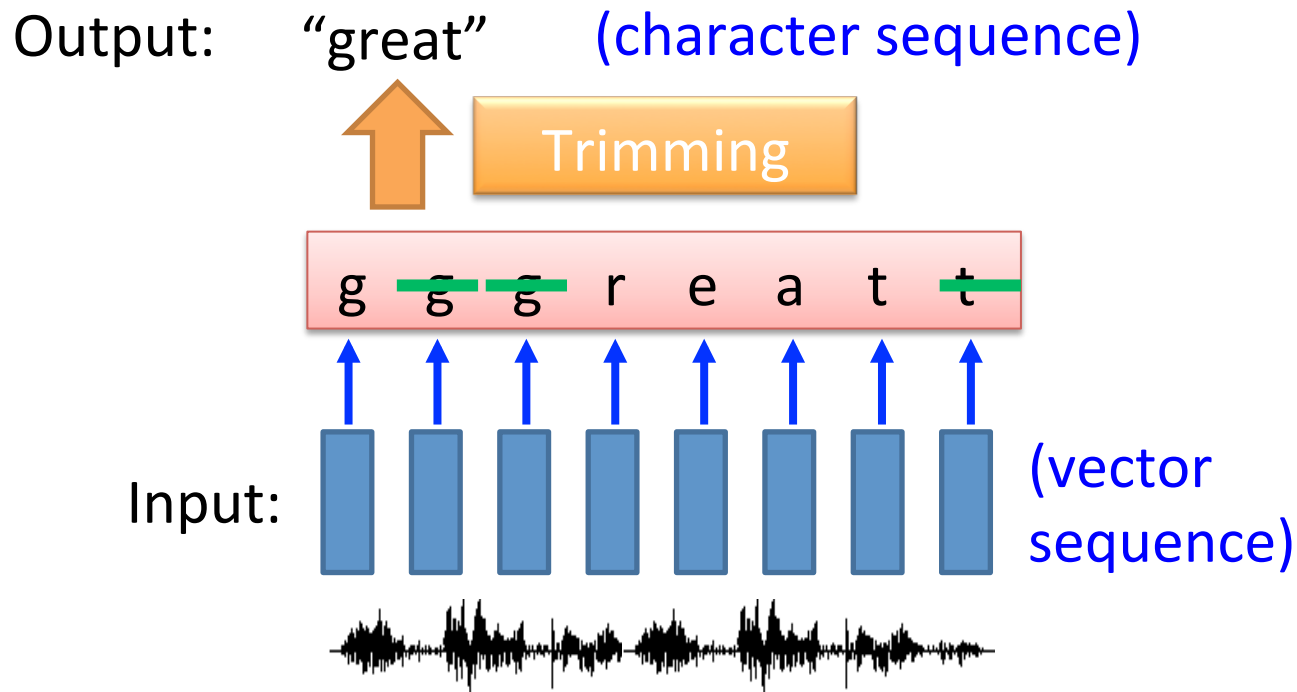 Output: “great” (character sequence)
Trimming
g g g r e a t t
Input:
(vector
sequence)